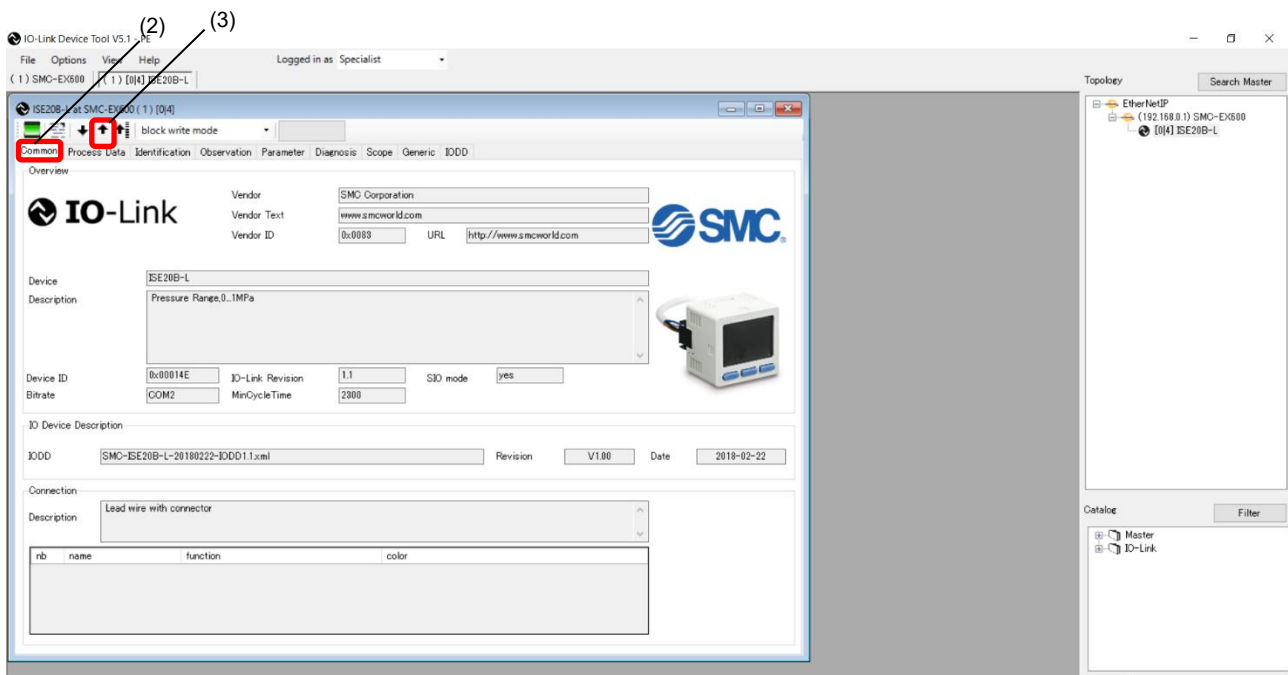 (2)
(3)
IO-Link Device Tool V5.1 - PE
File Options View Help Logged in as Specialist
(1) SMC-EX600 (1) [0|4] ISE20B-L
Topology Search Master
ISE20B-L at SMC-EX600 (1) [0|4]
block write mode
Common Process Data Identification Observation Parameter Diagnosis Scope Generic IODD
EtherNetIP
(192.168.0.1) SMC-EX600
[0|4] ISE20B-L
Overview
IO-Link
Vendor SMC Corporation
Vendor Text www.smcworld.com
Vendor ID 0x0083 URL http://www.smcworld.com
SMC.
Device ISE20B-L
Description Pressure Range,0..1MPa
Device ID 0x00014E IO-Link Revision 1.1 SIO mode yes
Bitrate COM2 MinCycleTime 2300
IO Device Description
IODD SMC-ISE20B-L-20180222-IODD1.1.xml Revision V1.00 Date 2018-02-22
Connection
Description Lead wire with connector
nb name function color
Catalog Filter
Master
IO-Link